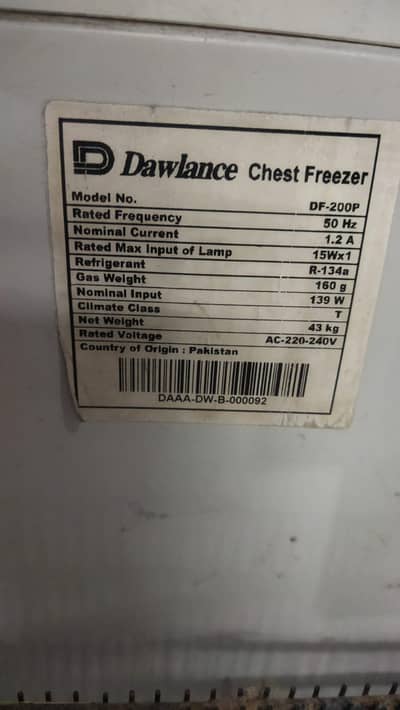 D Dawlance Chest Freezer
Model No. DF-200P
Rated Frequency 50 Hz
Nominal Current 1.2 A
Rated Max Input of Lamp 15Wx1
Refrigerant R-134a
Gas Weight 160 g
Nominal Input 139 W
Climate Class T
Net Weight 43 kg
Rated Voltage AC-220-240V
Country of Origin : Pakistan
DAAA-DW-B-000092